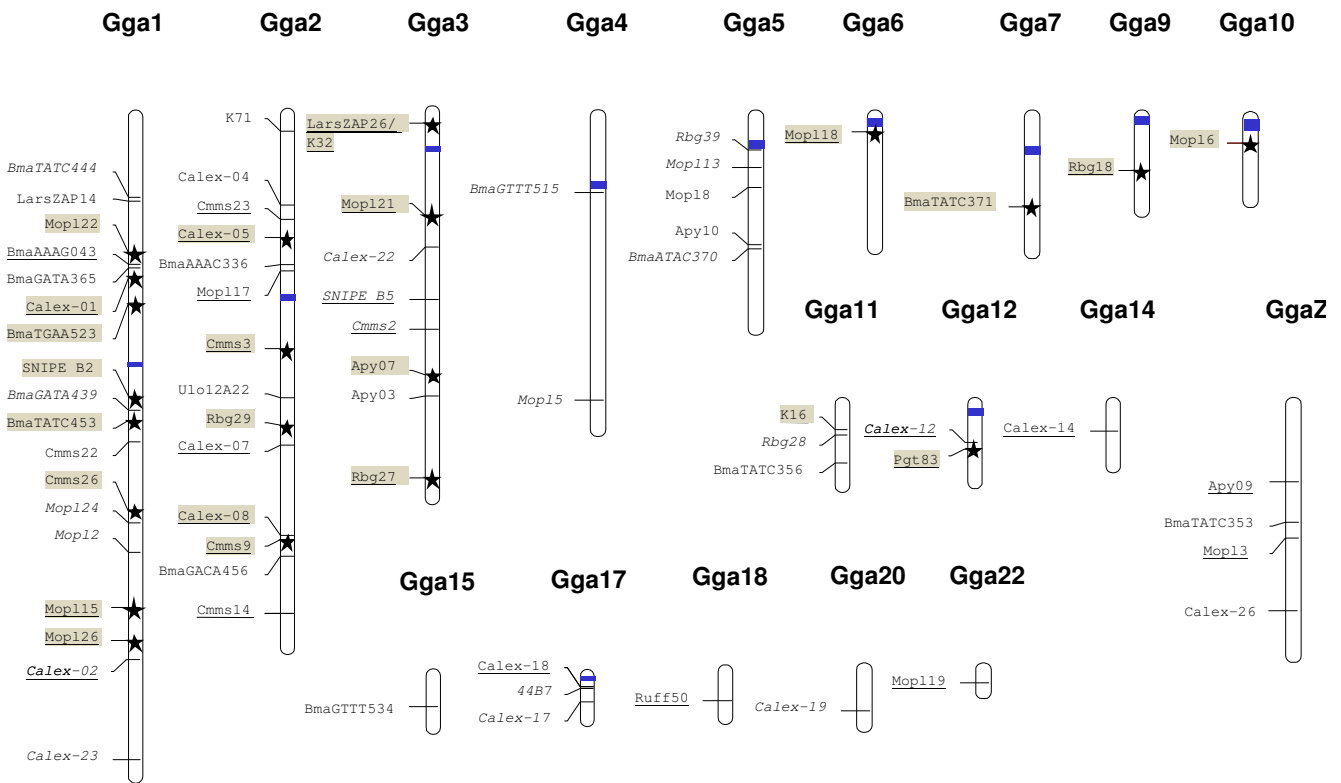 Gga1
Gga2
Gga3
Gga4
Gga5
Gga6
Gga7
Gga9
Gga10
BmaTATC444
LarsZAP14
Mopl22
BmaAAAG043
BmaGATA365
Calex-01
BmaTGAA523
SNIPE B2
BmaGATA439
BmaTATC453
Cmms22
Cmms26
Mopl24
Mopl2
Mopl15
Mopl26
Calex-02
Calex-23
K71
Calex-04
Cmms23
Calex-05
BmaAAAC336
Mopl17
Cmms3
Ulo12A22
Rbg29
Calex-07
Calex-08
Cmms9
BmaGACA456
Cmms14
LarsZAP26/
K32
Mopl21
Calex-22
SNIPE B5
Cmms2
Apy07
Apy03
Rbg27
BmaGTTT515
Mopl5
Rbg39
Mopl13
Mopl8
Apy10
BmaATAC370
Mopl18
BmaTATC371
Rbg18
Mopl6
Gga11
Gga12
Gga14
GgaZ
K16
Rbg28
BmaTATC356
Calex-12
Pgt83
Calex-14
Apy09
BmaTATC353
Mopl3
Calex-26
Gga15
Gga17
Gga18
Gga20
Gga22
BmaGTTT534
Calex-18
44B7
Calex-17
Ruff50
Calex-19
Mopl19